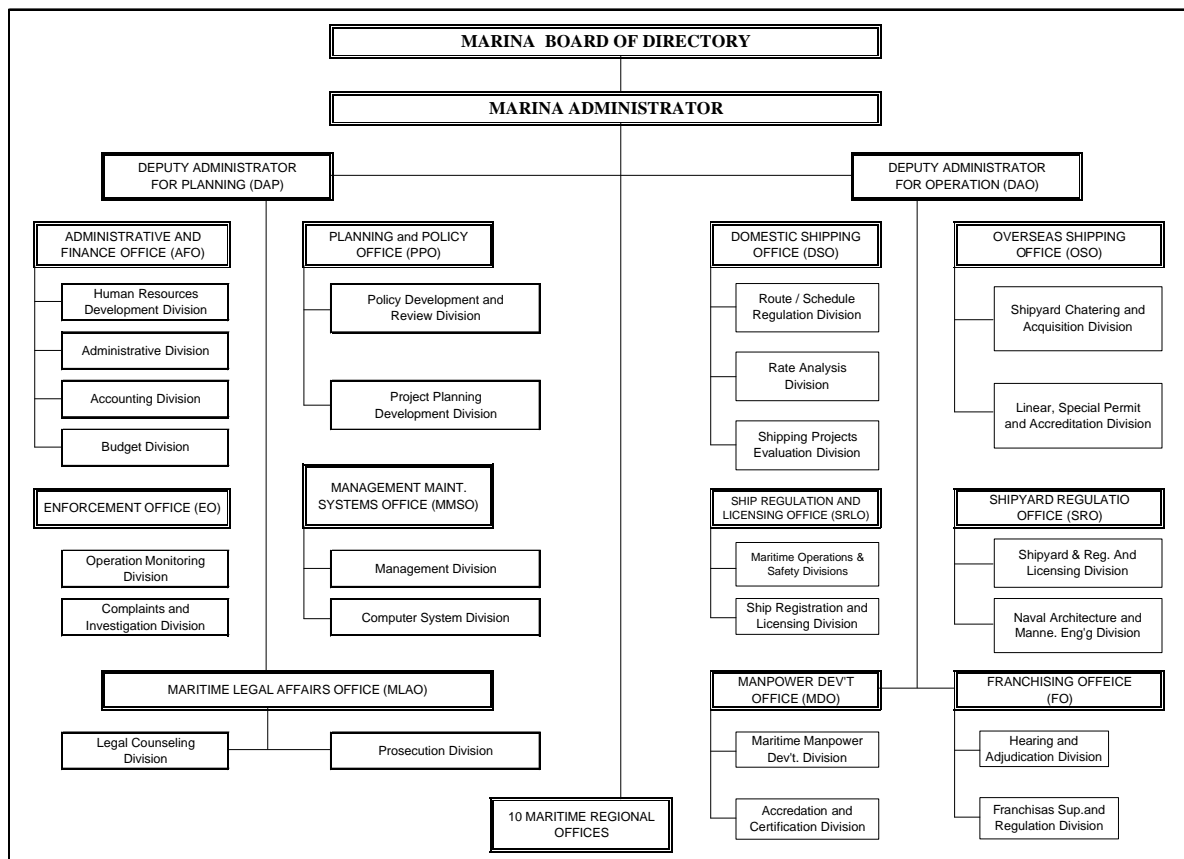 MARINA BOARD OF DIRECTORY
MARINA ADMINISTRATOR
DEPUTY ADMINISTRATOR
FOR PLANNING (DAP)
DEPUTY ADMINISTRATOR
FOR OPERATION (DAO)
ADMINISTRATIVE AND
FINANCE OFFICE (AFO)
Human Resources
Development Division
Administrative Division
Accounting Division
Budget Division
PLANNING and POLICY
OFFICE (PPO)
Policy Development and
Review Division
Project Planning
Development Division
DOMESTIC SHIPPING
OFFICE (DSO)
Route / Schedule
Regulation Division
Rate Analysis
Division
Shipping Projects
Evaluation Division
OVERSEAS SHIPPING
OFFICE (OSO)
Shipyard Chatering and
Acquisition Division
Linear, Special Permit
and Accreditation Division
ENFORCEMENT OFFICE (EO)
Operation Monitoring
Division
Complaints and
Investigation Division
MANAGEMENT MAINT.
SYSTEMS OFFICE (MMSO)
Management Division
Computer System Division
SHIP REGULATION AND
LICENSING OFFICE (SRLO)
Maritime Operations &
Safety Divisions
Ship Registration and
Licensing Division
SHIPYARD REGULATIO
OFFICE (SRO)
Shipyard & Reg. And
Licensing Division
Naval Architecture and
Manne. Eng'g Division
MARITIME LEGAL AFFAIRS OFFICE (MLAO)
Legal Counseling
Division
Prosecution Division
MANPOWER DEV'T
OFFICE (MDO)
Maritime Manpower
Dev't. Division
Accredation and
Certification Division
FRANCHISING OFFEICE
(FO)
Hearing and
Adjudication Division
Franchisas Sup.and
Regulation Division
10 MARITIME REGIONAL
OFFICES